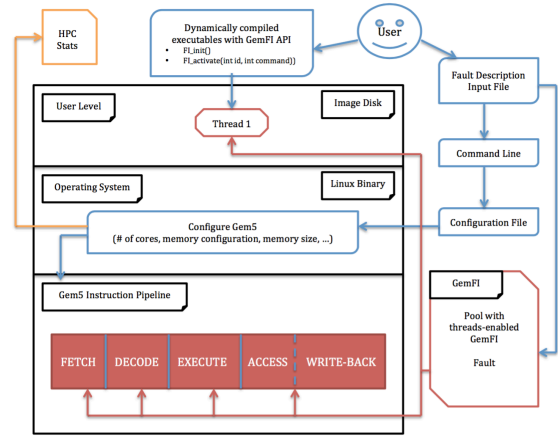 HPC
Stats
Dynamically compiled
executables with GemFI API
• FI_init()
• FI_activate(int id, int command))
User
Fault Description
Input File
User Level
Image Disk
Thread 1
Command Line
Operating System
Linux Binary
Configure Gem5
(# of cores, memory configuration, memory size, ...)
Configuration File
Gem5 Instruction Pipeline
GemFI
Pool with
threads-enabled
GemFI
Fault
FETCH DECODE EXECUTE ACCESS WRITE-BACK